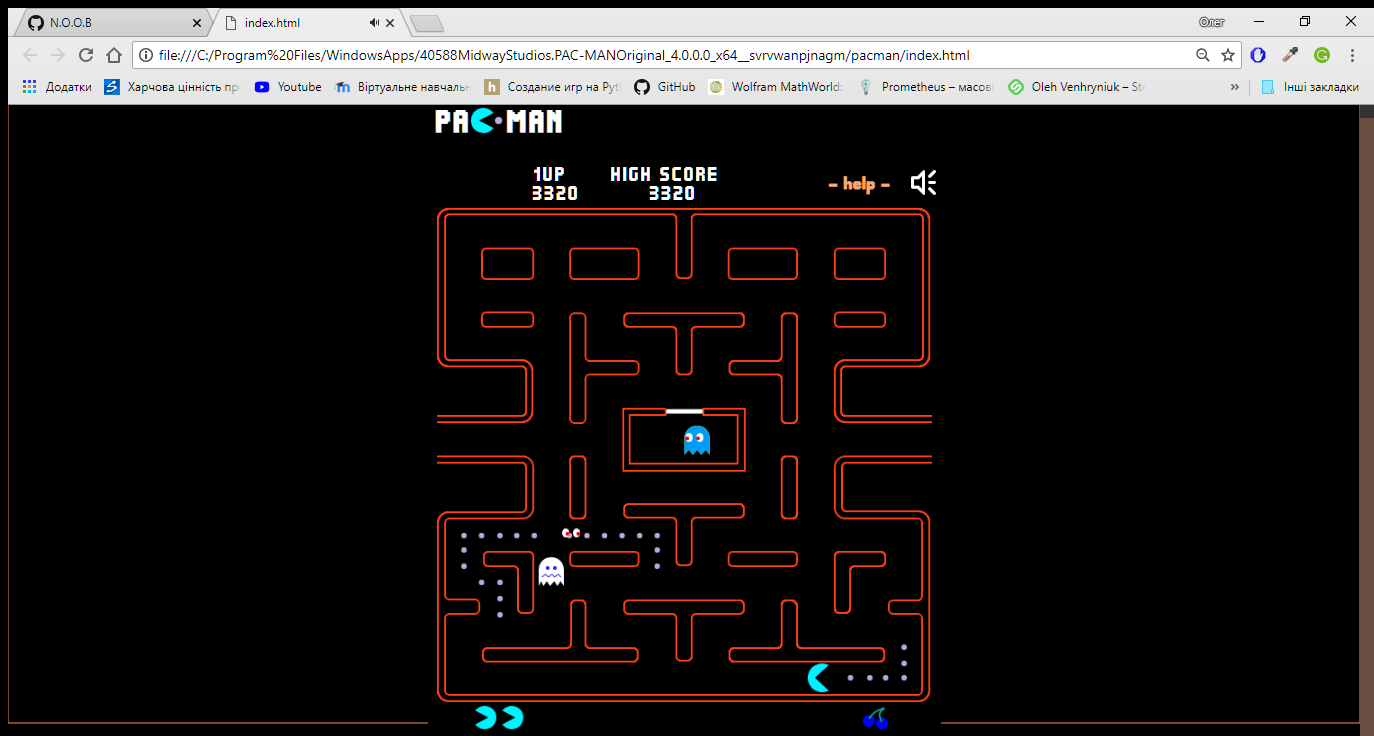 N.O.O.B
index.html
Олег
file:///C:/Program%20Files/WindowsApps/40588MidwayStudios.PAC-MANOriginal_4.0.0.0_x64__svrvwanpjnagm/pacman/index.html
Додатки
Харчова цінність про
Youtube
Віртуальне навчальн
Создание игр на Pyt
GitHub
Wolfram MathWorld:
Prometheus – масові
Oleh Venhryniuk – Ste
Інші закладки
PAC-MAN
1UP
3320
HIGH SCORE
3320
– help –